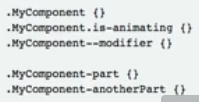 .MyComponent {}
.MyComponent.is-animating {}
.MyComponent--modifier {}
.MyComponent-part {}
.MyComponent-anotherPart {}